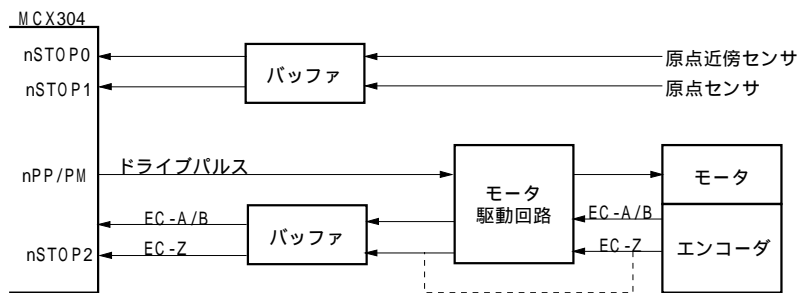 MCX304
nSTOP0
バッファ
原点近傍センサ
nSTOP1
原点センサ
nPP/PM
ドライブパルス
モータ
駆動回路
モータ
EC-A/B
バッファ
EC-A/B
nSTOP2
EC-Z
EC-Z
エンコーダ